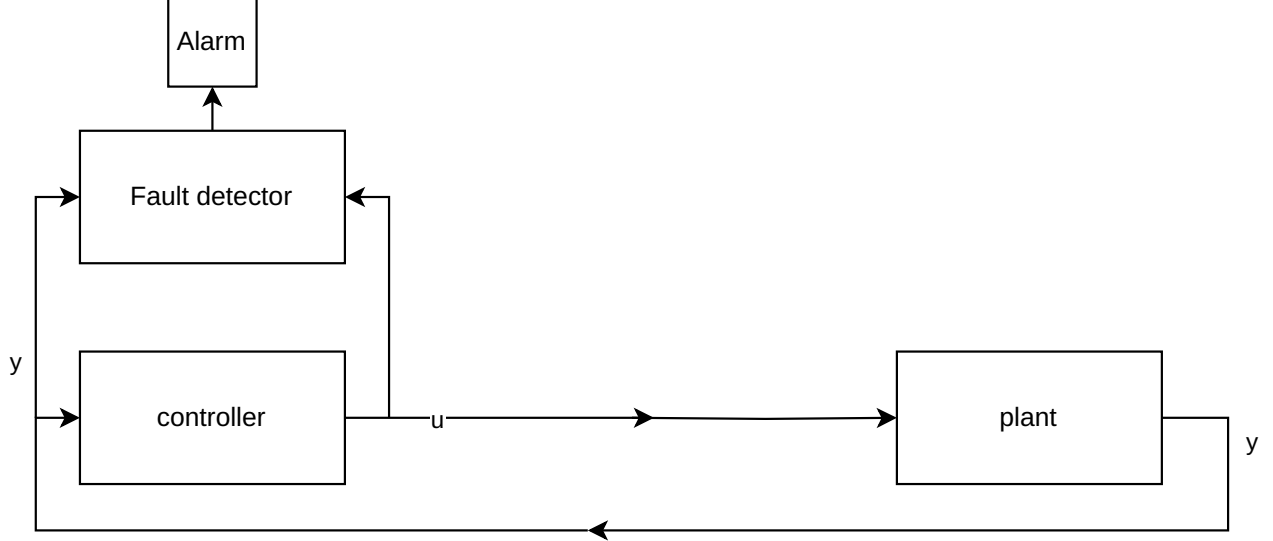 Alarm
Fault detector
y
controller
u
plant
y